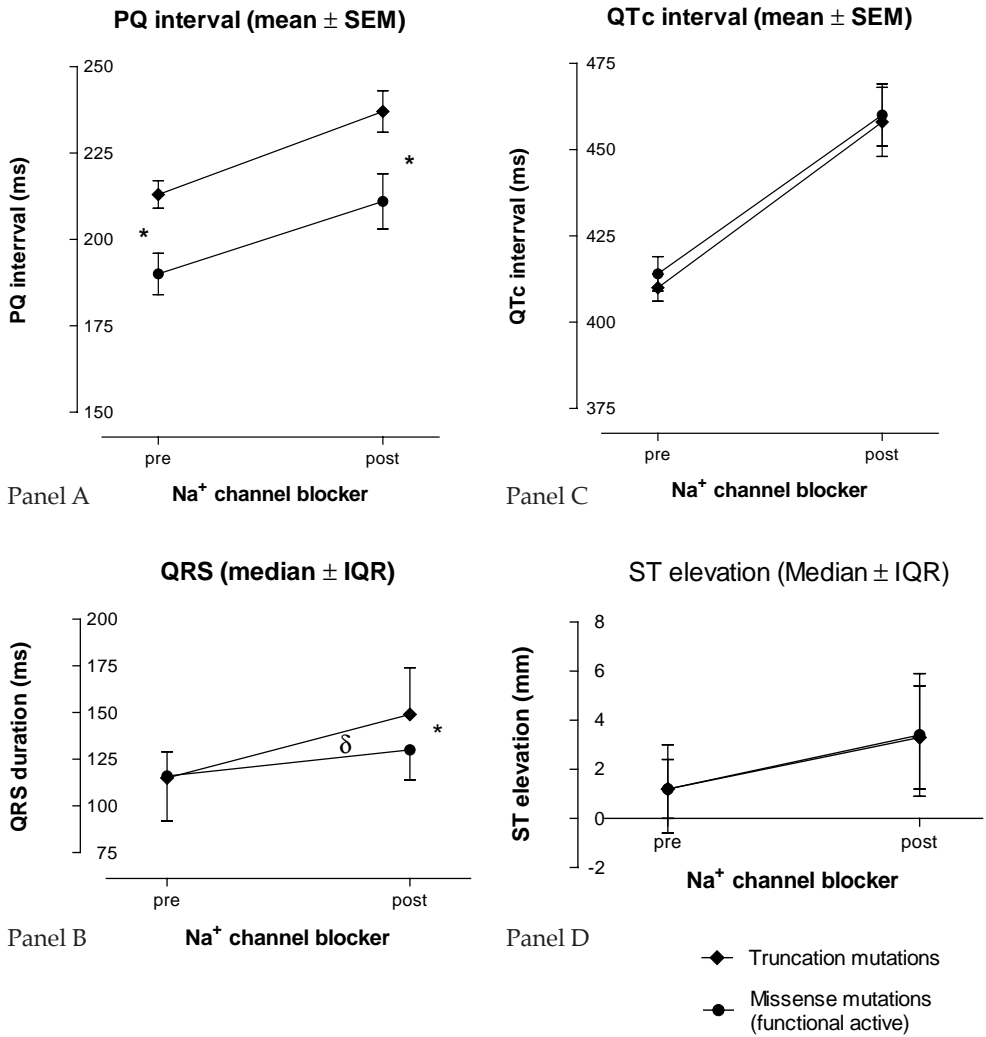 PQ interval (mean ± SEM)
250
225
200
175
150
PQ interrval (ms)
*
*
pre
post
Panel A
Na+ channel blocker
QTc interval (mean ± SEM)
475
450
425
400
375
QTc interrval (ms)
pre
post
Panel C
Na+ channel blocker
QRS (median ± IQR)
200
175
150
125
100
75
QRS duration (ms)
δ
*
pre
post
Panel B
Na+ channel blocker
ST elevation (Median ± IQR)
8
6
4
2
0
-2
ST elevation (mm)
pre
post
Na+ channel blocker
Panel D
Truncation mutations
Missense mutations
(functional active)